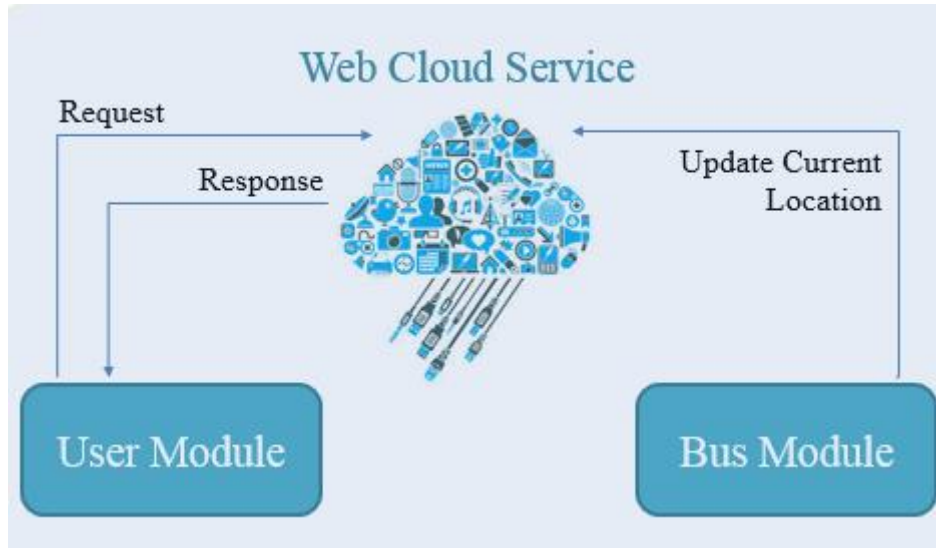 Web Cloud Service
Request
Response
Update Current
Location
User Module
Bus Module